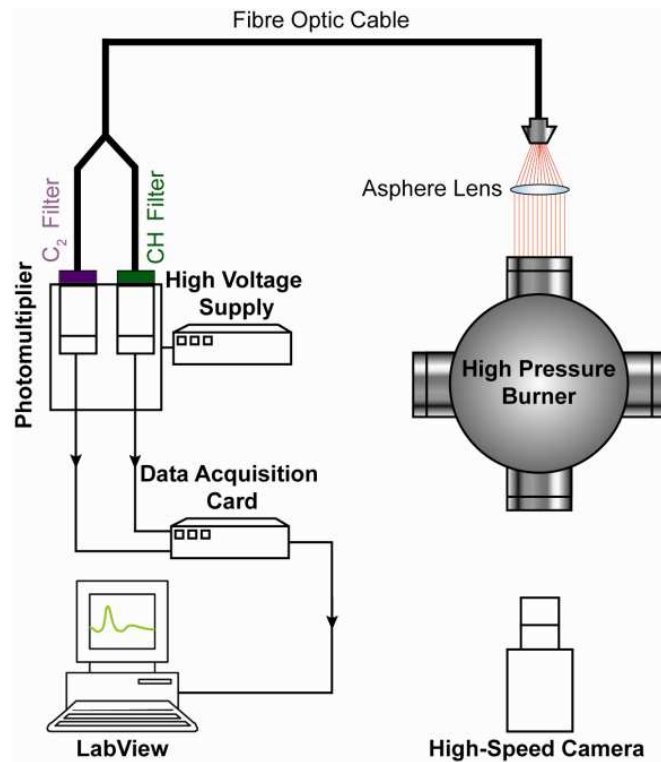 Fibre Optic Cable
Asphere Lens
C₂ Filter
CH Filter
Photomultiplier
High Voltage
Supply
High Pressure
Burner
Data Acquisition
Card
LabView
High-Speed Camera